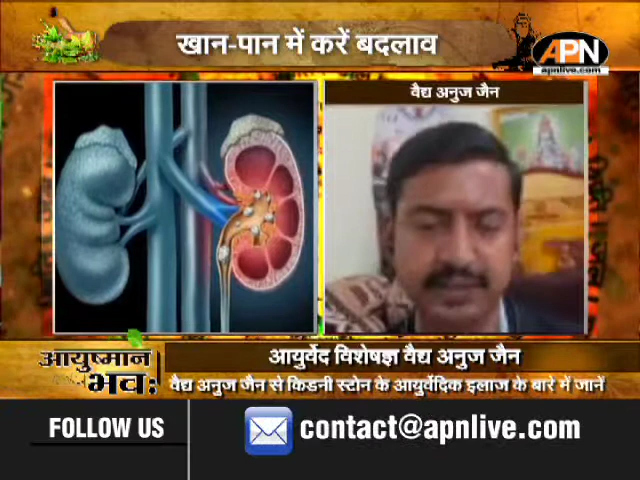 खान-पान में करें बदलाव
APN
apnlive.com
वैद्य अनुज जैन
आयुष्मान भवः
आयुर्वेद विशेषज्ञ वैद्य अनुज जैन
वैद्य अनुज जैन से किडनी स्टोन के आयुर्वेदिक इलाज के बारे में जानें
FOLLOW US
contact@apnlive.com